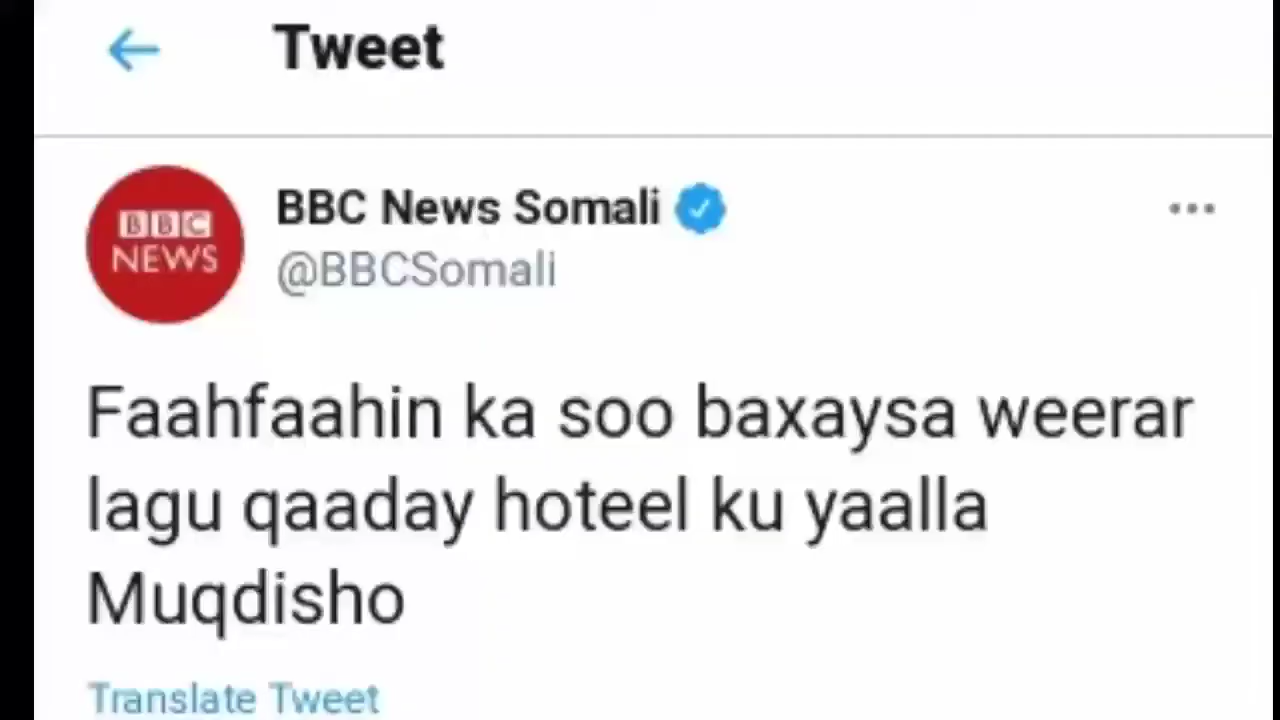 Tweet
BBC
NEWS
BBC News Somali
@BBCSomali
Faahfaahin ka soo baxaysa weerar
lagu qaaday hoteel ku yaalla
Muqdisho
Translate Tweet